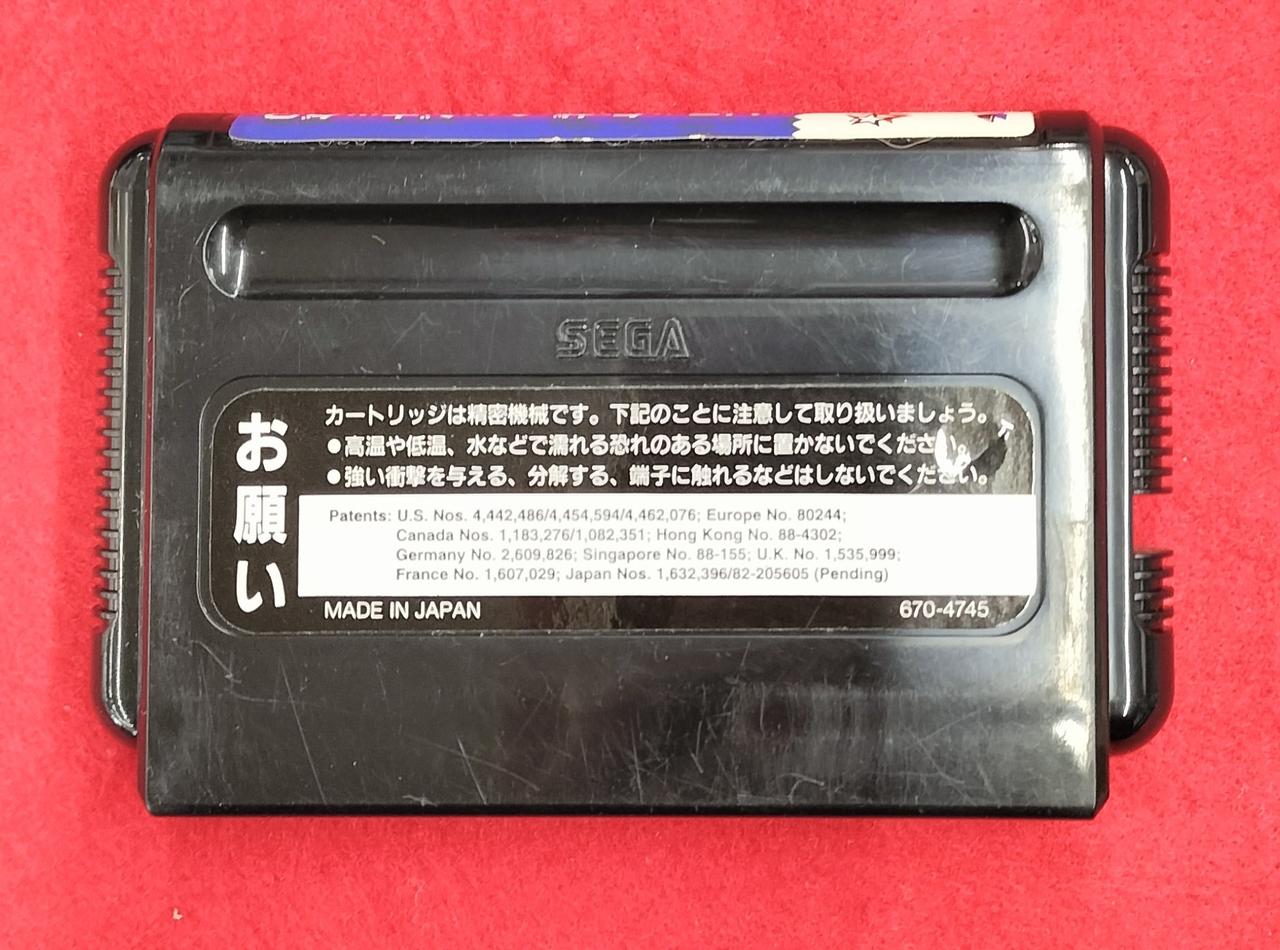 SEGA
お願い
カートリッジは精密機械です。下記のことに注意して取り扱いましょう。
●高温や低温、水などで濡れる恐れのある場所に置かないでください。
●強い衝撃を与える、分解する、端子に触れるなどはしないでください。
Patents: U.S. Nos. 4,442,486/4,454,594/4,462,076; Europe No. 80244;
Canada Nos. 1,183,276/1,082,351; Hong Kong No. 88-4302;
Germany No. 2,609,826; Singapore No. 88-155; U.K. No. 1,535,999;
France No. 1,607,029; Japan Nos. 1,632,396/82-205605 (Pending)
MADE IN JAPAN 670-4745